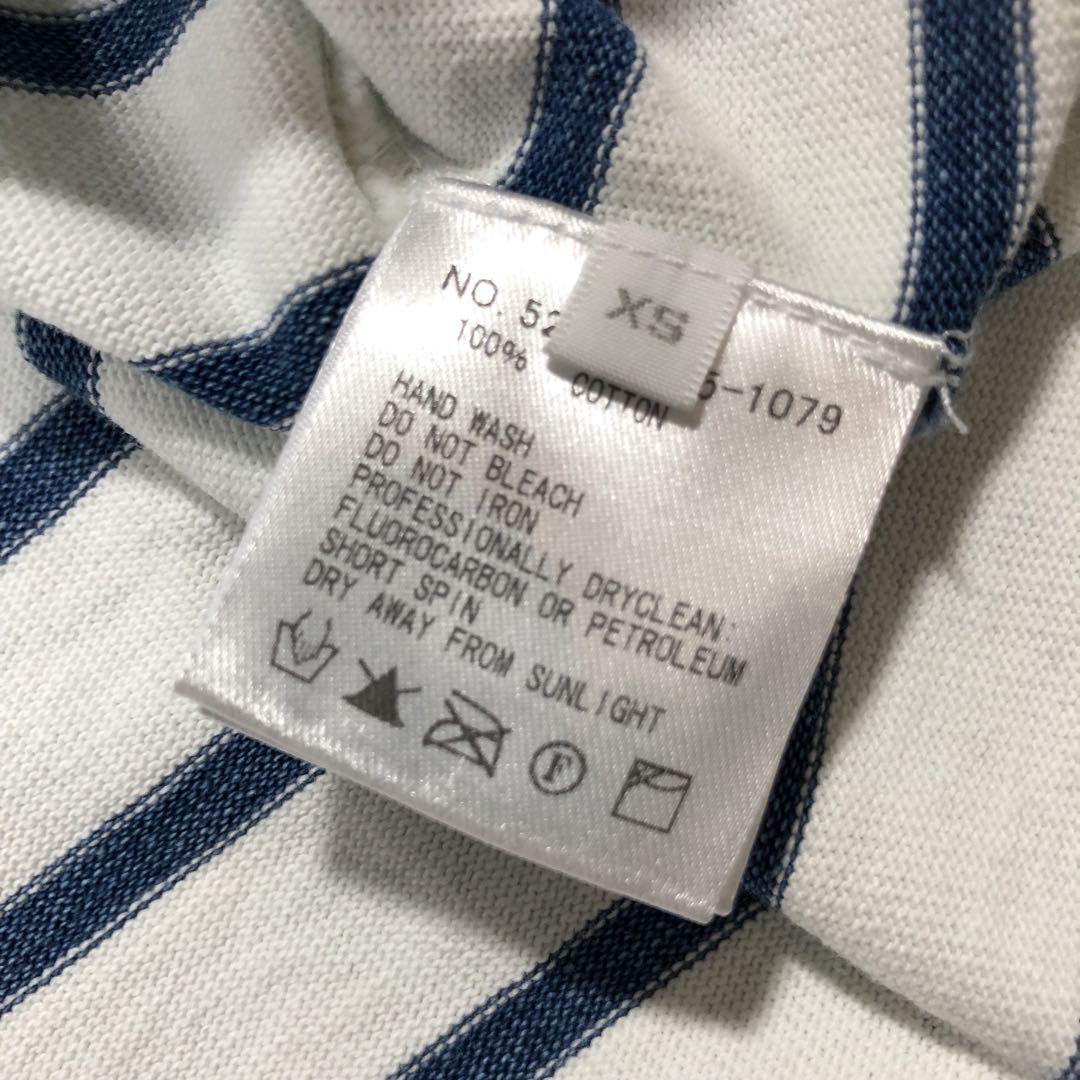 XS
NO. 52 5-1079
100% COTTON
HAND WASH
DO NOT BLEACH
DO NOT IRON
PROFESSIONALLY DRYCLEAN:
FLUOROCARBON OR PETROLEUM
SHORT SPIN
DRY AWAY FROM SUNLIGHT
F